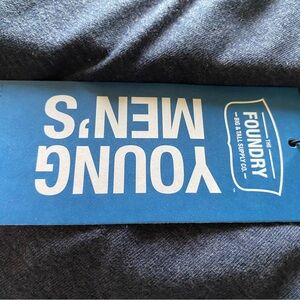 THE
FOUNDRY
BIG & TALL SUPPLY CO.
YOUNG
MEN'S